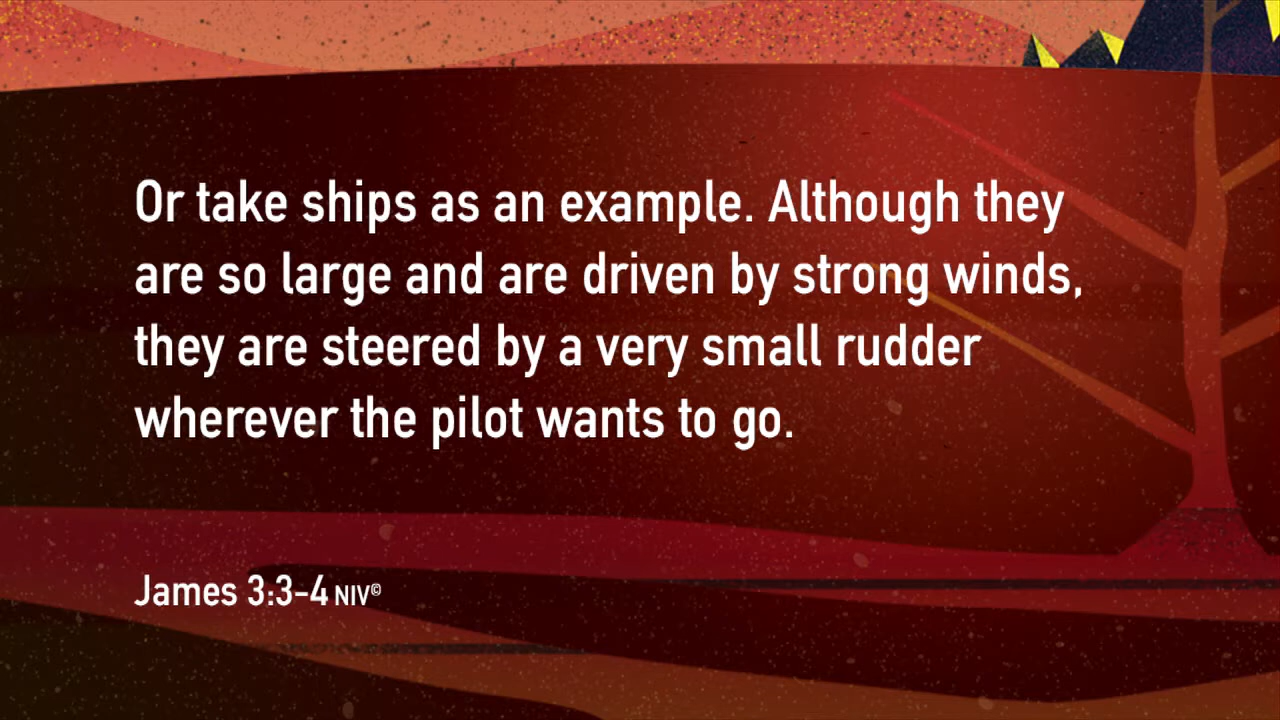 Or take ships as an example. Although they
are so large and are driven by strong winds,
they are steered by a very small rudder
wherever the pilot wants to go.
James 3:3-4 NIV©